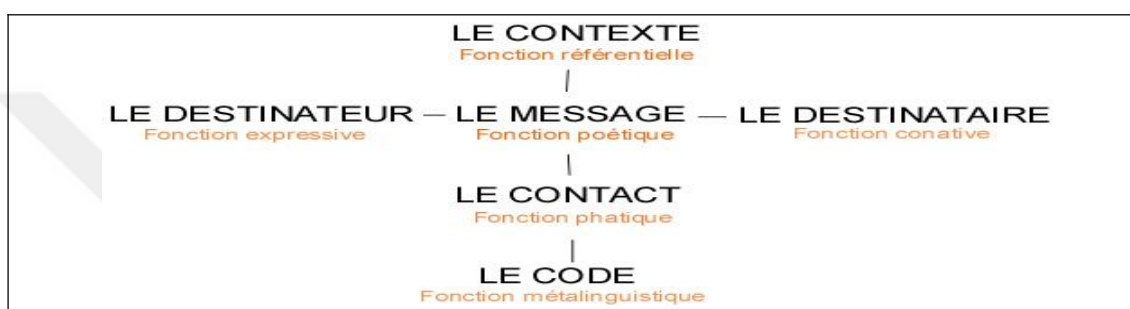 LE CONTEXTE
Fonction référentielle
LE DESTINATEUR — LE MESSAGE — LE DESTINATAIRE
Fonction expressive Fonction poétique Fonction conative
LE CONTACT
Fonction phatique
LE CODE
Fonction métalinguistique